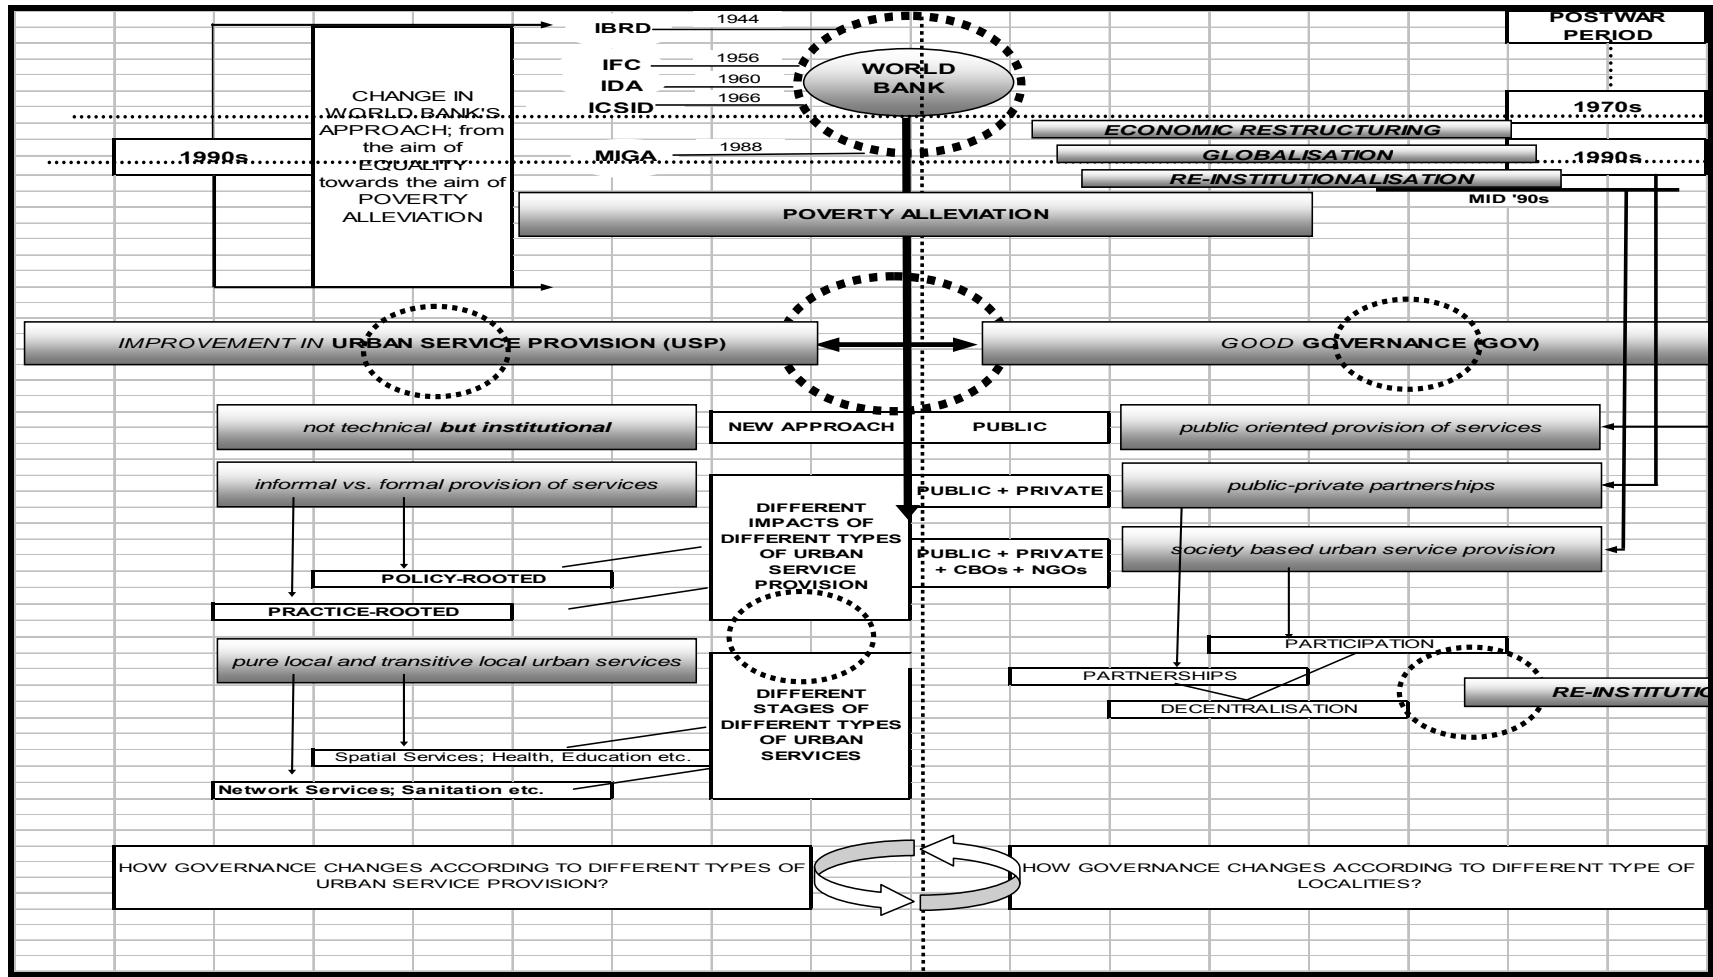 IBRD
1944
IFC
1956
IDA
1960
ICSID
1966
MIGA
1988
WORLD
BANK
POSTWAR
PERIOD
1970s
1990s
ECONOMIC RESTRUCTURING
GLOBALISATION
RE-INSTITUTIONALISATION
MID '90s
1990s
CHANGE IN
WORLD BANK'S
APPROACH; from
the aim of
EQUALITY
towards the aim of
POVERTY
ALLEVIATION
POVERTY ALLEVIATION
IMPROVEMENT IN URBAN SERVICE PROVISION (USP)
GOOD GOVERNANCE (GOV)
not technical but institutional
NEW APPROACH
PUBLIC
public oriented provision of services
informal vs. formal provision of services
PUBLIC + PRIVATE
public-private partnerships
DIFFERENT
IMPACTS OF
DIFFERENT TYPES
OF URBAN
SERVICE
PROVISION
PUBLIC + PRIVATE
+ CBOs + NGOs
society based urban service provision
POLICY-ROOTED
PRACTICE-ROOTED
pure local and transitive local urban services
PARTICIPATION
PARTNERSHIPS
DECENTRALISATION
RE-INSTITUTIO
DIFFERENT
STAGES OF
DIFFERENT TYPES
OF URBAN
SERVICES
Spatial Services; Health, Education etc.
Network Services; Sanitation etc.
HOW GOVERNANCE CHANGES ACCORDING TO DIFFERENT TYPES OF
URBAN SERVICE PROVISION?
HOW GOVERNANCE CHANGES ACCORDING TO DIFFERENT TYPE OF
LOCALITIES?